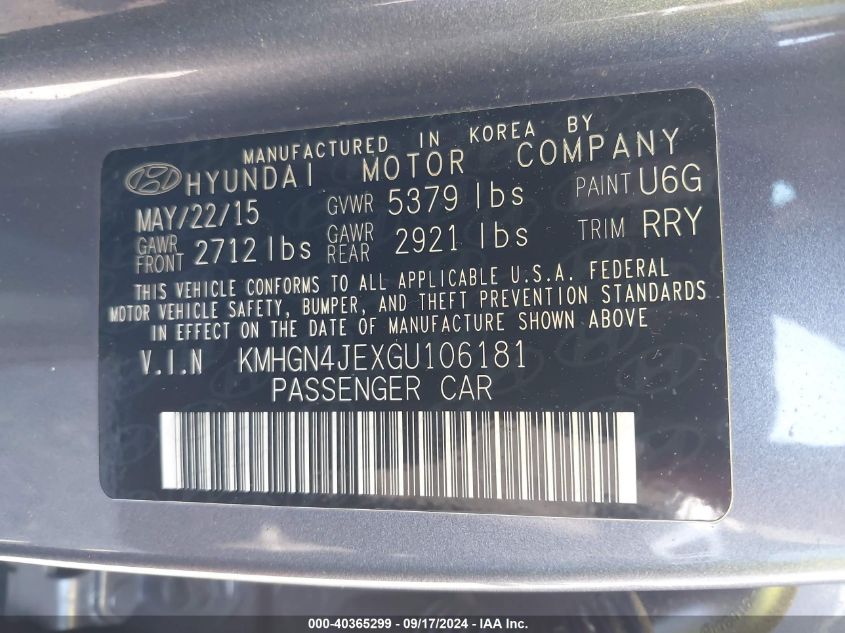 MANUFACTURED IN KOREA BY
HYUNDAI MOTOR COMPANY
MAY/22/15 GVWR 5379 lbs PAINT U6G
GAWR FRONT 2712 lbs GAWR REAR 2921 lbs TRIM RRY
THIS VEHICLE CONFORMS TO ALL APPLICABLE U.S.A. FEDERAL
MOTOR VEHICLE SAFETY, BUMPER, AND THEFT PREVENTION STANDARDS
IN EFFECT ON THE DATE OF MANUFACTURE SHOWN ABOVE
V.I.N KMHGN4JEXGU106181
PASSENGER CAR
000-40365299 - 09/17/2024 - IAAI.COM